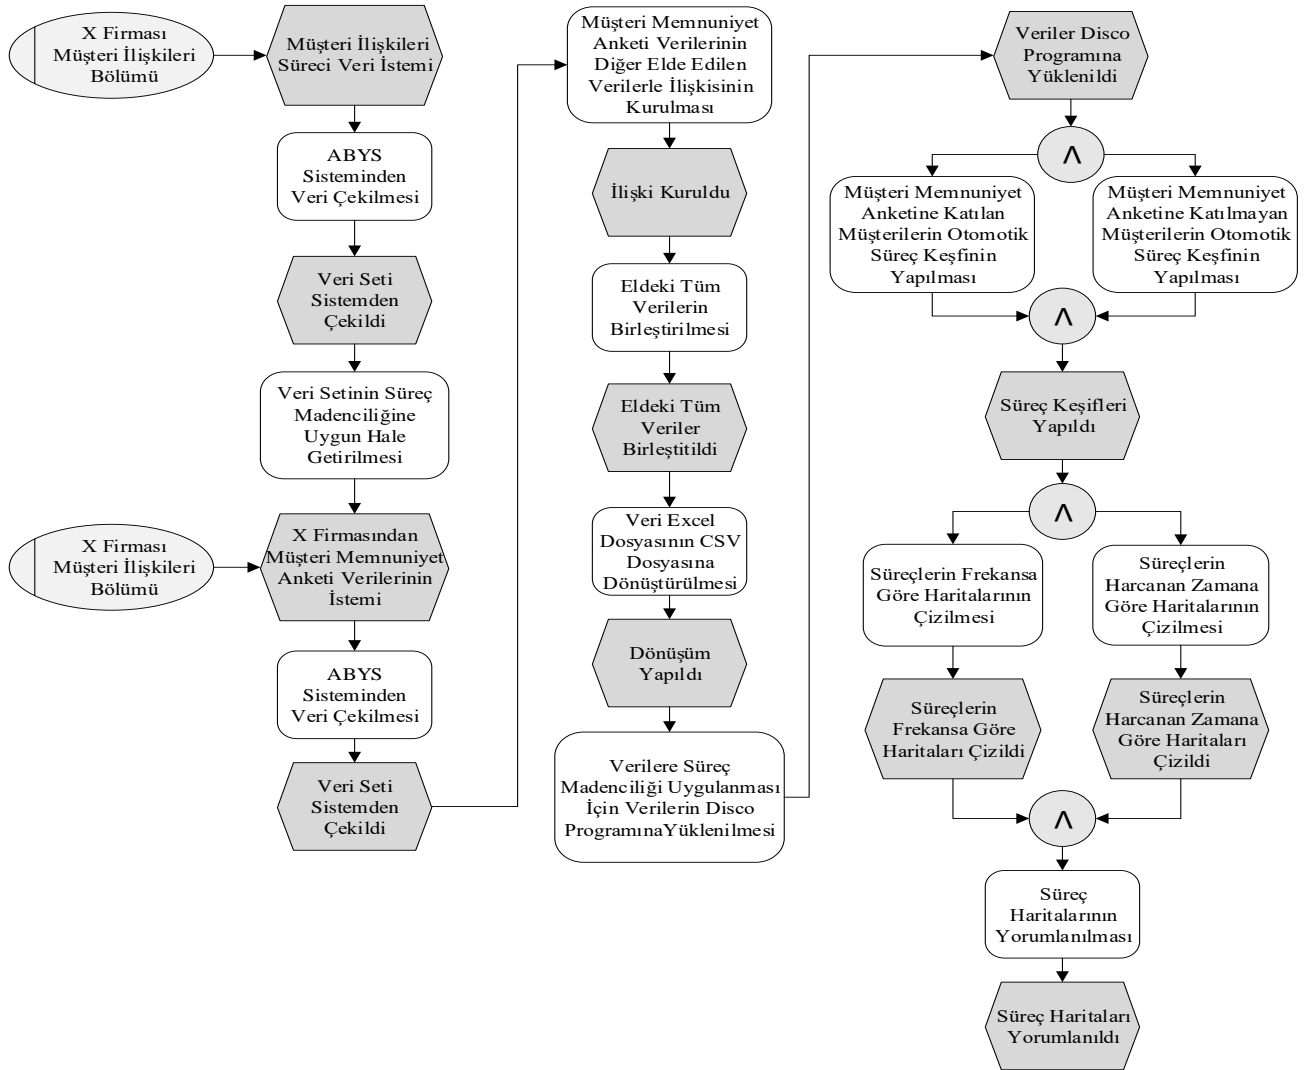 X Firması
Müşteri İlişkileri
Bölümü
Müşteri İlişkileri
Süreci Veri İstemi
ABYS
Sisteminden
Veri Çekilmesi
Veri Seti
Sistemden
Çekildi
Veri Setinin Süreç
Madenciliğine
Uygun Hale
Getirilmesi
X Firması
Müşteri İlişkileri
Bölümü
X Firmasından
Müşteri Memnuniyet
Anketi Verilerinin
İstemi
ABYS
Sisteminden
Veri Çekilmesi
Veri Seti
Sistemden
Çekildi
Müşteri Memnuniyet
Anketi Verilerinin
Diğer Elde Edilen
Verilerle İlişkisinin
Kurulması
İlişki Kuruldu
Eldeki Tüm
Verilerin
Birleştirilmesi
Eldeki Tüm
Veriler
Birleştitildi
Veri Excel
Dosyasının CSV
Dosyasına
Dönüştürülmesi
Dönüşüm
Yapıldı
Verilere Süreç
Madenciliği Uygulanması
İçin Verilerin Disco
ProgramınaYüklenilmesi
Veriler Disco
Programına
Yüklenildi
Λ
Müşteri Memnuniyet
Anketine Katılan
Müşterilerin Otomotik
Süreç Keşfinin
Yapılması
Müşteri Memnuniyet
Anketine Katılmayan
Müşterilerin Otomotik
Süreç Keşfinin
Yapılması
Λ
Süreç Keşifleri
Yapıldı
Λ
Süreçlerin Frekansa
Göre Haritalarının
Çizilmesi
Süreçlerin
Harcanan Zamana
Göre Haritalarının
Çizilmesi
Süreçlerin
Frekansa Göre
Haritaları Çizildi
Süreçlerin
Harcanan Zamana
Göre Haritaları
Çizildi
Λ
Süreç
Haritalarının
Yorumlanılması
Süreç Haritaları
Yorumlanıldı